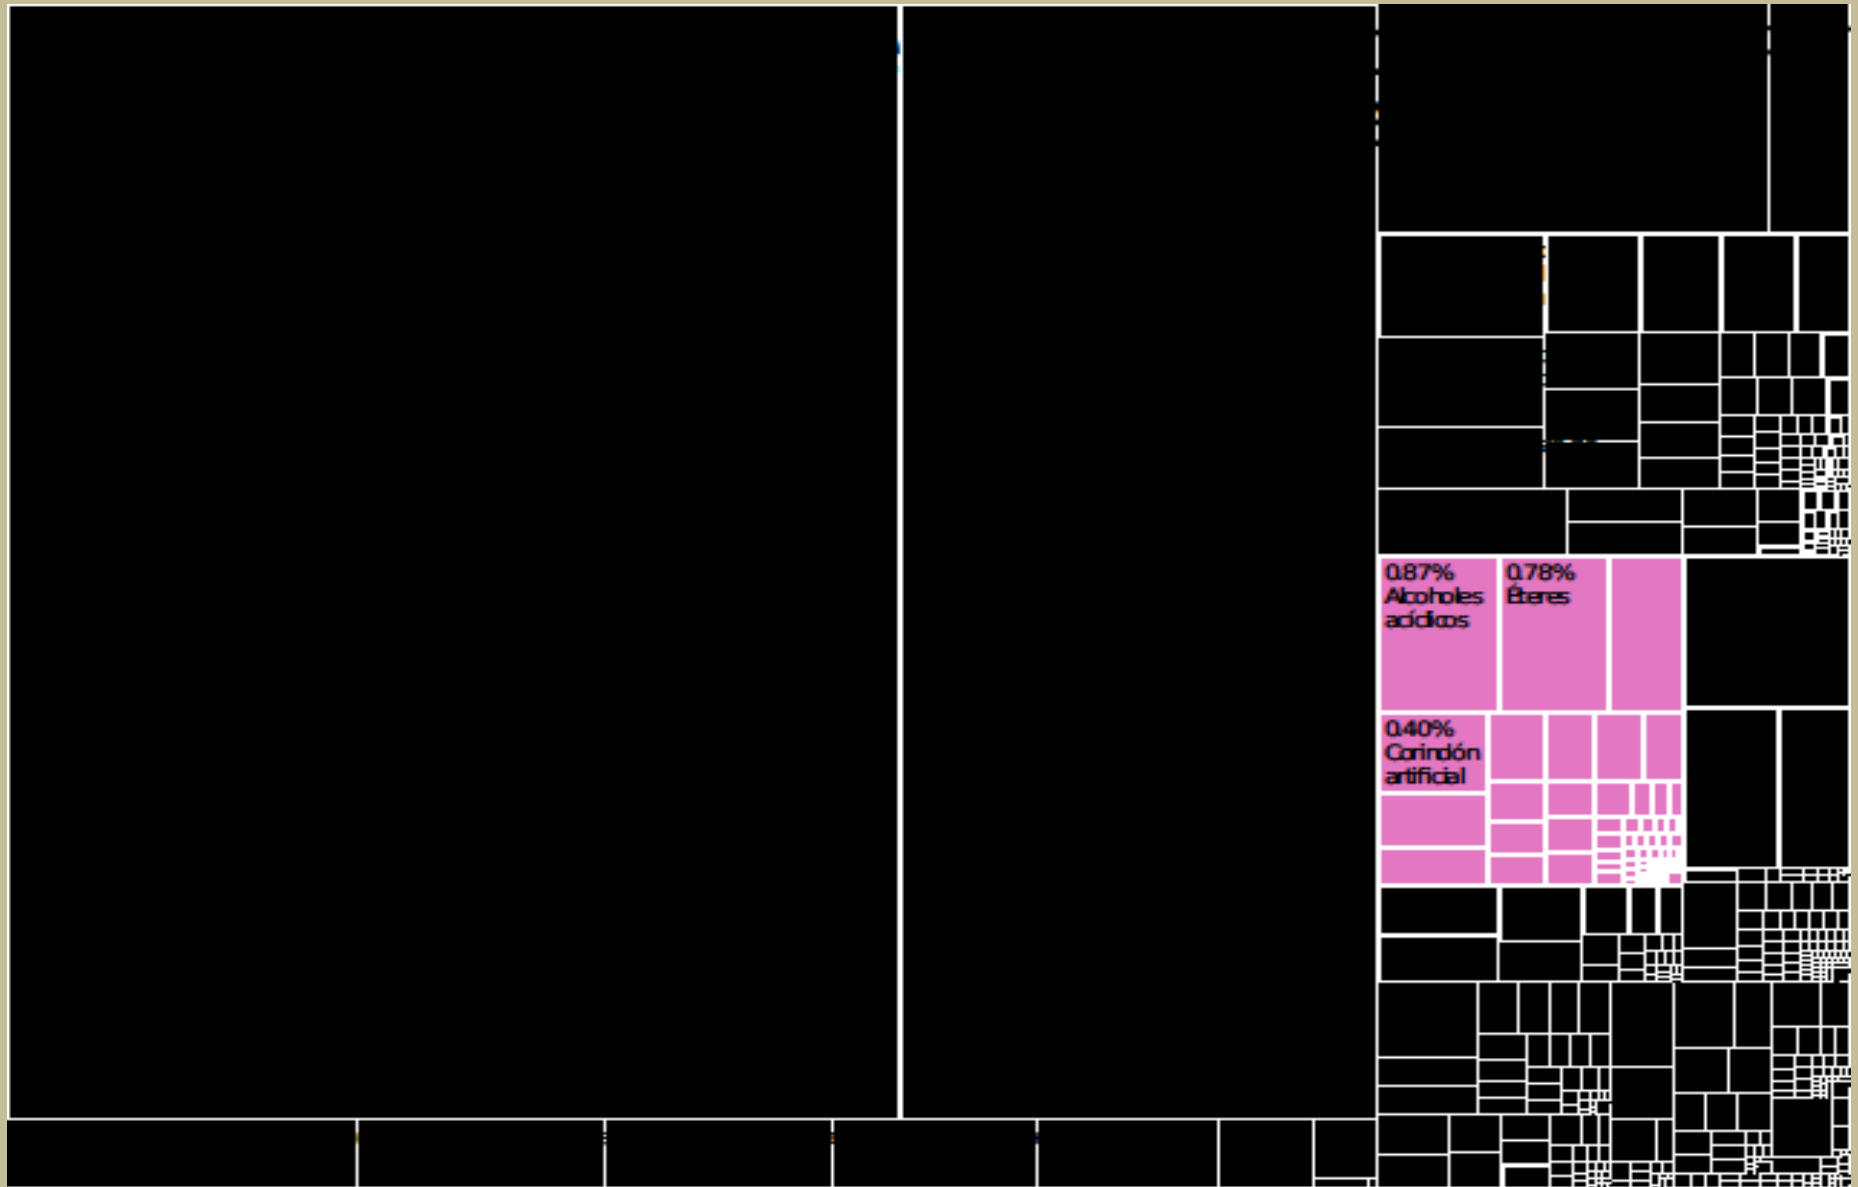 0.87%
Alcoholes
acíclicos
0.78%
Éteres
0.40%
Corindón
artificial